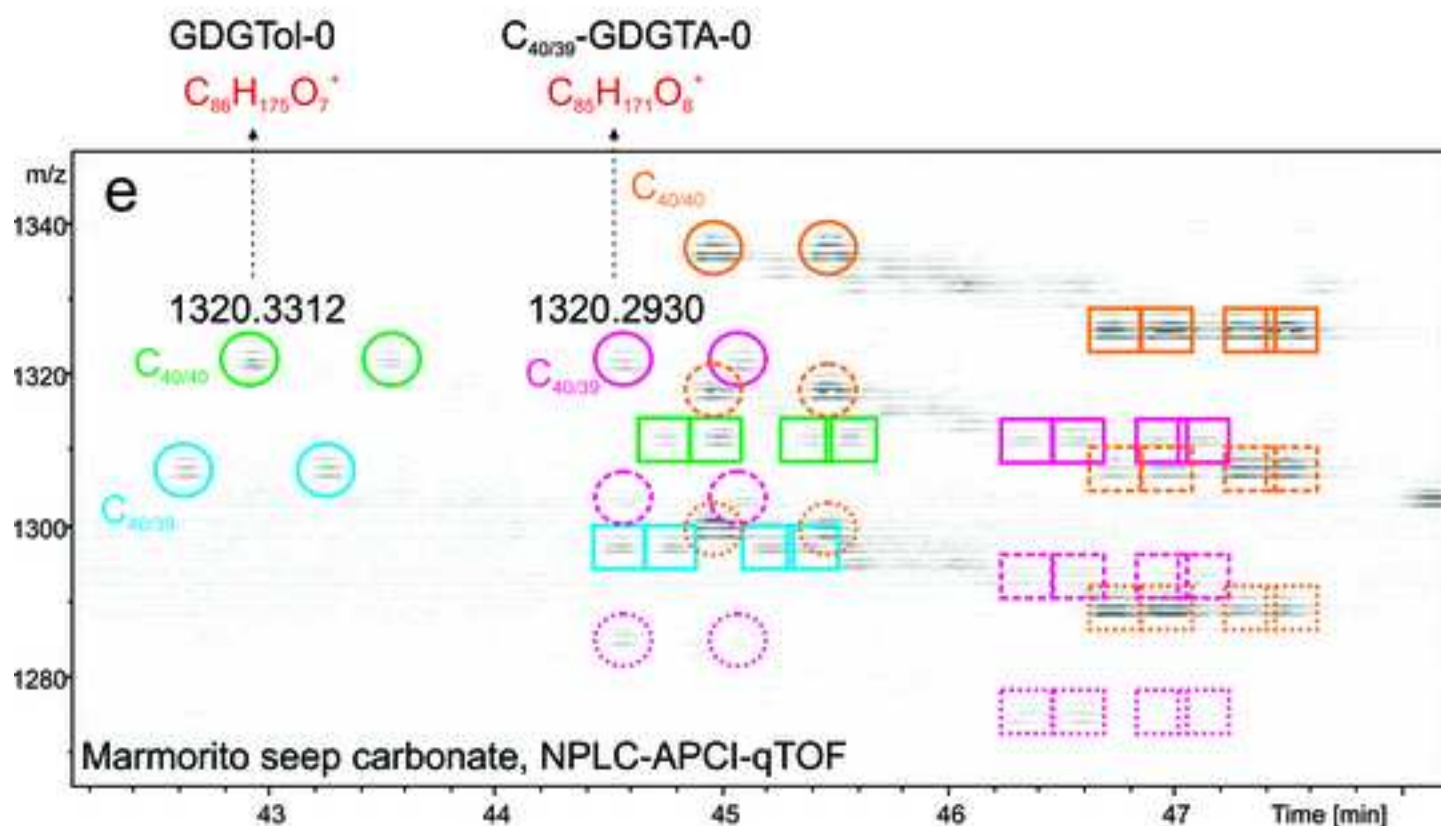 GDGTol-0
C₄₀/₃₉-GDGTA-0
C₈₆H₁₇₅O₇⁺
C₈₅H₁₇₁O₈⁺
m/z
e
C₄₀/₄₀
1340
1320.3312
1320.2930
C₄₀/₄₀
C₄₀/₃₉
1320
C₄₀/₃₉
1300
1280
Marmorito seep carbonate, NPLC-APCI-qTOF
43
44
45
46
47
Time [min]